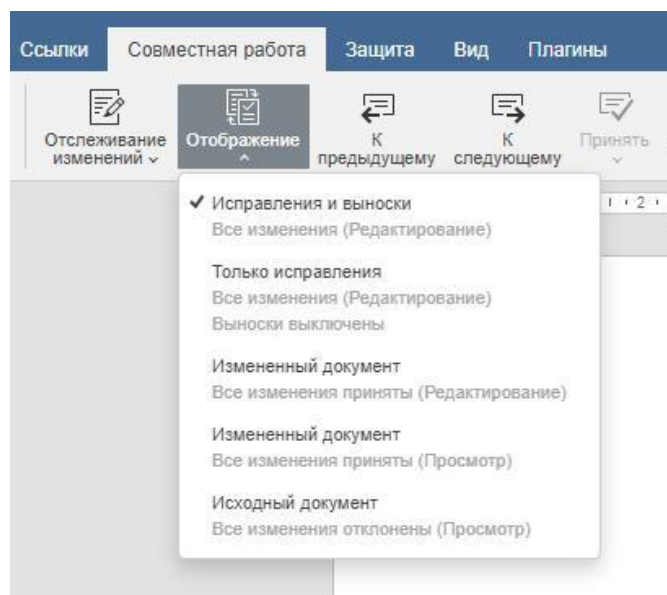 Ссылки Совместная работа Защита Вид Плагины
Отслеживание изменений
Отображение
К предыдущему
К следующему
Принять
2
Исправления и выноски
Все изменения (Редактирование)
Только исправления
Все изменения (Редактирование)
Выноски выключены
Измененный документ
Все изменения приняты (Редактирование)
Измененный документ
Все изменения приняты (Просмотр)
Исходный документ
Все изменения отклонены (Просмотр)